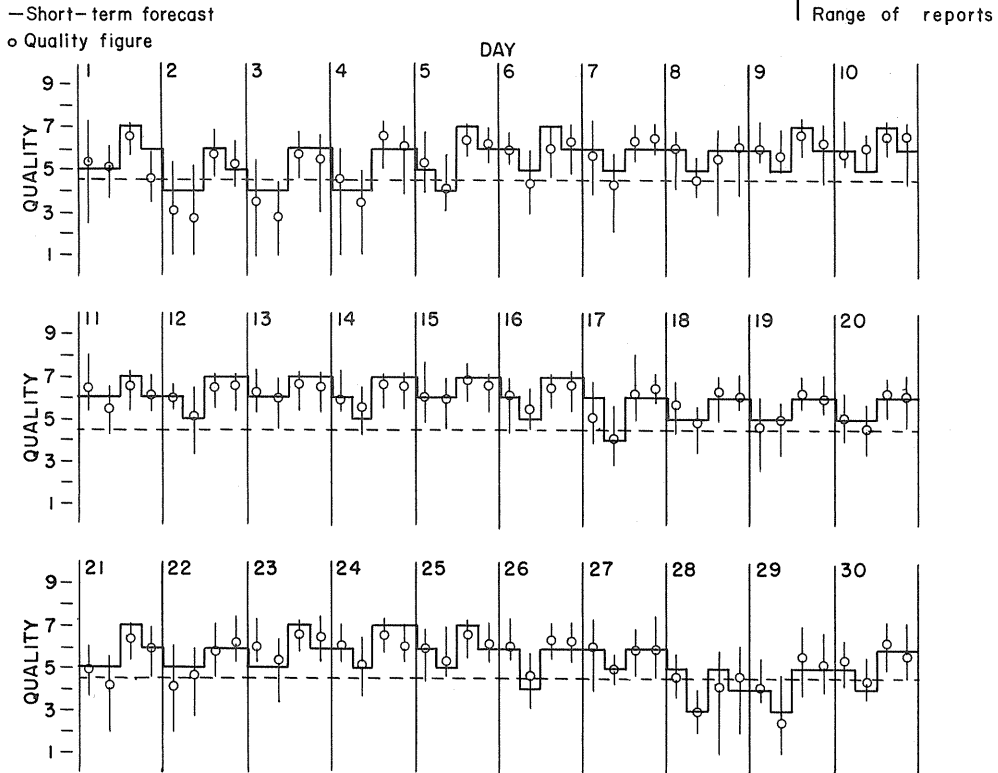 —Short-term forecast
| Range of reports
o Quality figure
DAY
1 2 3 4 5 6 7 8 9 10
9
7
5
3
1
QUALITY
11 12 13 14 15 16 17 18 19 20
9
7
5
3
1
QUALITY
21 22 23 24 25 26 27 28 29 30
9
7
5
3
1
QUALITY